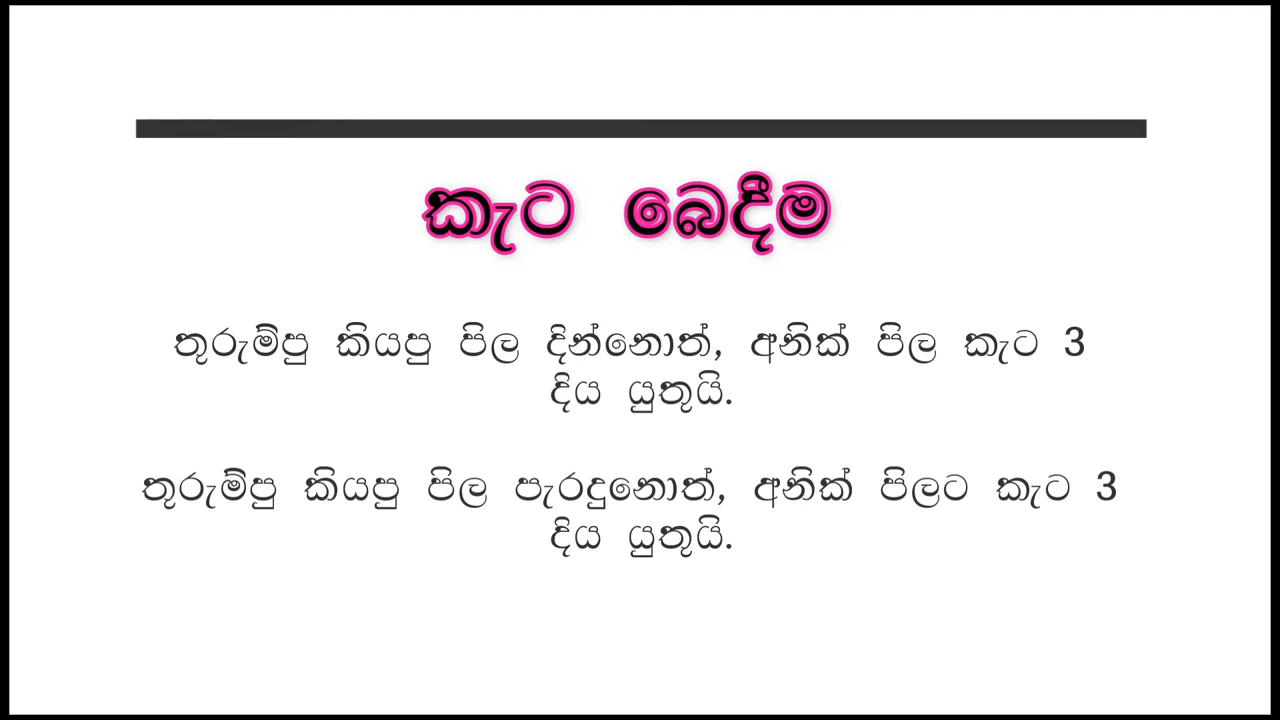 කැට බෙදීම
තුරුම්පු කියපු පිල දින්නොත්, අනික් පිල කැට 3
දිය යුතුයි.
තුරුම්පු කියපු පිල පැරදුනොත්, අනික් පිලට කැට 3
දිය යුතුයි.